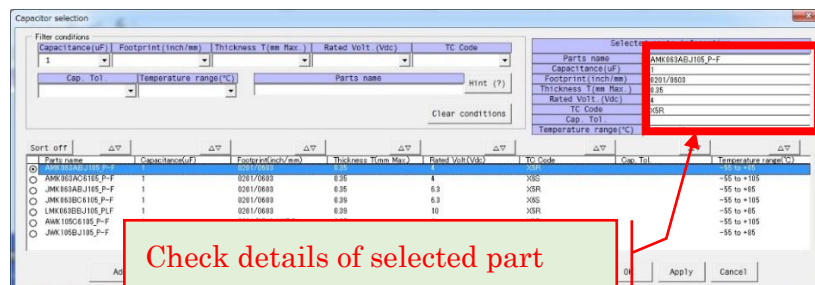 Capacitor selection
Filter conditions
Capacitance(uF) Footprint(inch/mm) Thickness T(mm Max.) Rated Volt.(Vdc) TC Code
1
Cap. Tol. Temperature range(℃) Parts name Hint (?)
Clear conditions
Selected
Parts name AMK063ABJ105_P-F
Capacitance(uF) 1
Footprint(inch/mm) 0201/0603
Thickness T(mm Max.) 0.35
Rated Volt.(Vdc) 4
TC Code X5R
Cap. Tol.
Temperature range(℃)
Sort off △▽ △▽ △▽ △▽ △▽ △▽ △▽
Parts name Capacitance(uF) Footprint(inch/mm) Thickness T(mm Max.) Rated Volt(Vdc) TC Code Cap. Tol. Temperature range(℃)
AMK063ABJ105_P-F 1 0201/0603 0.35 4 X5R -55 to +85
AMK063AC6105_P-F 1 0201/0603 0.35 4 X6S -55 to +105
JMK063ABJ105_P-F 1 0201/0603 0.35 6.3 X5R -55 to +85
JMK063BC6105_P-F 1 0201/0603 0.39 6.3 X6S -55 to +105
LMK063BBJ105_PLF 1 0201/0603 0.39 10 X5R -55 to +85
AWK105C6105_P-F -55 to +105
JWK105BJ105_P-F -55 to +85
Check details of selected part
Apply Cancel